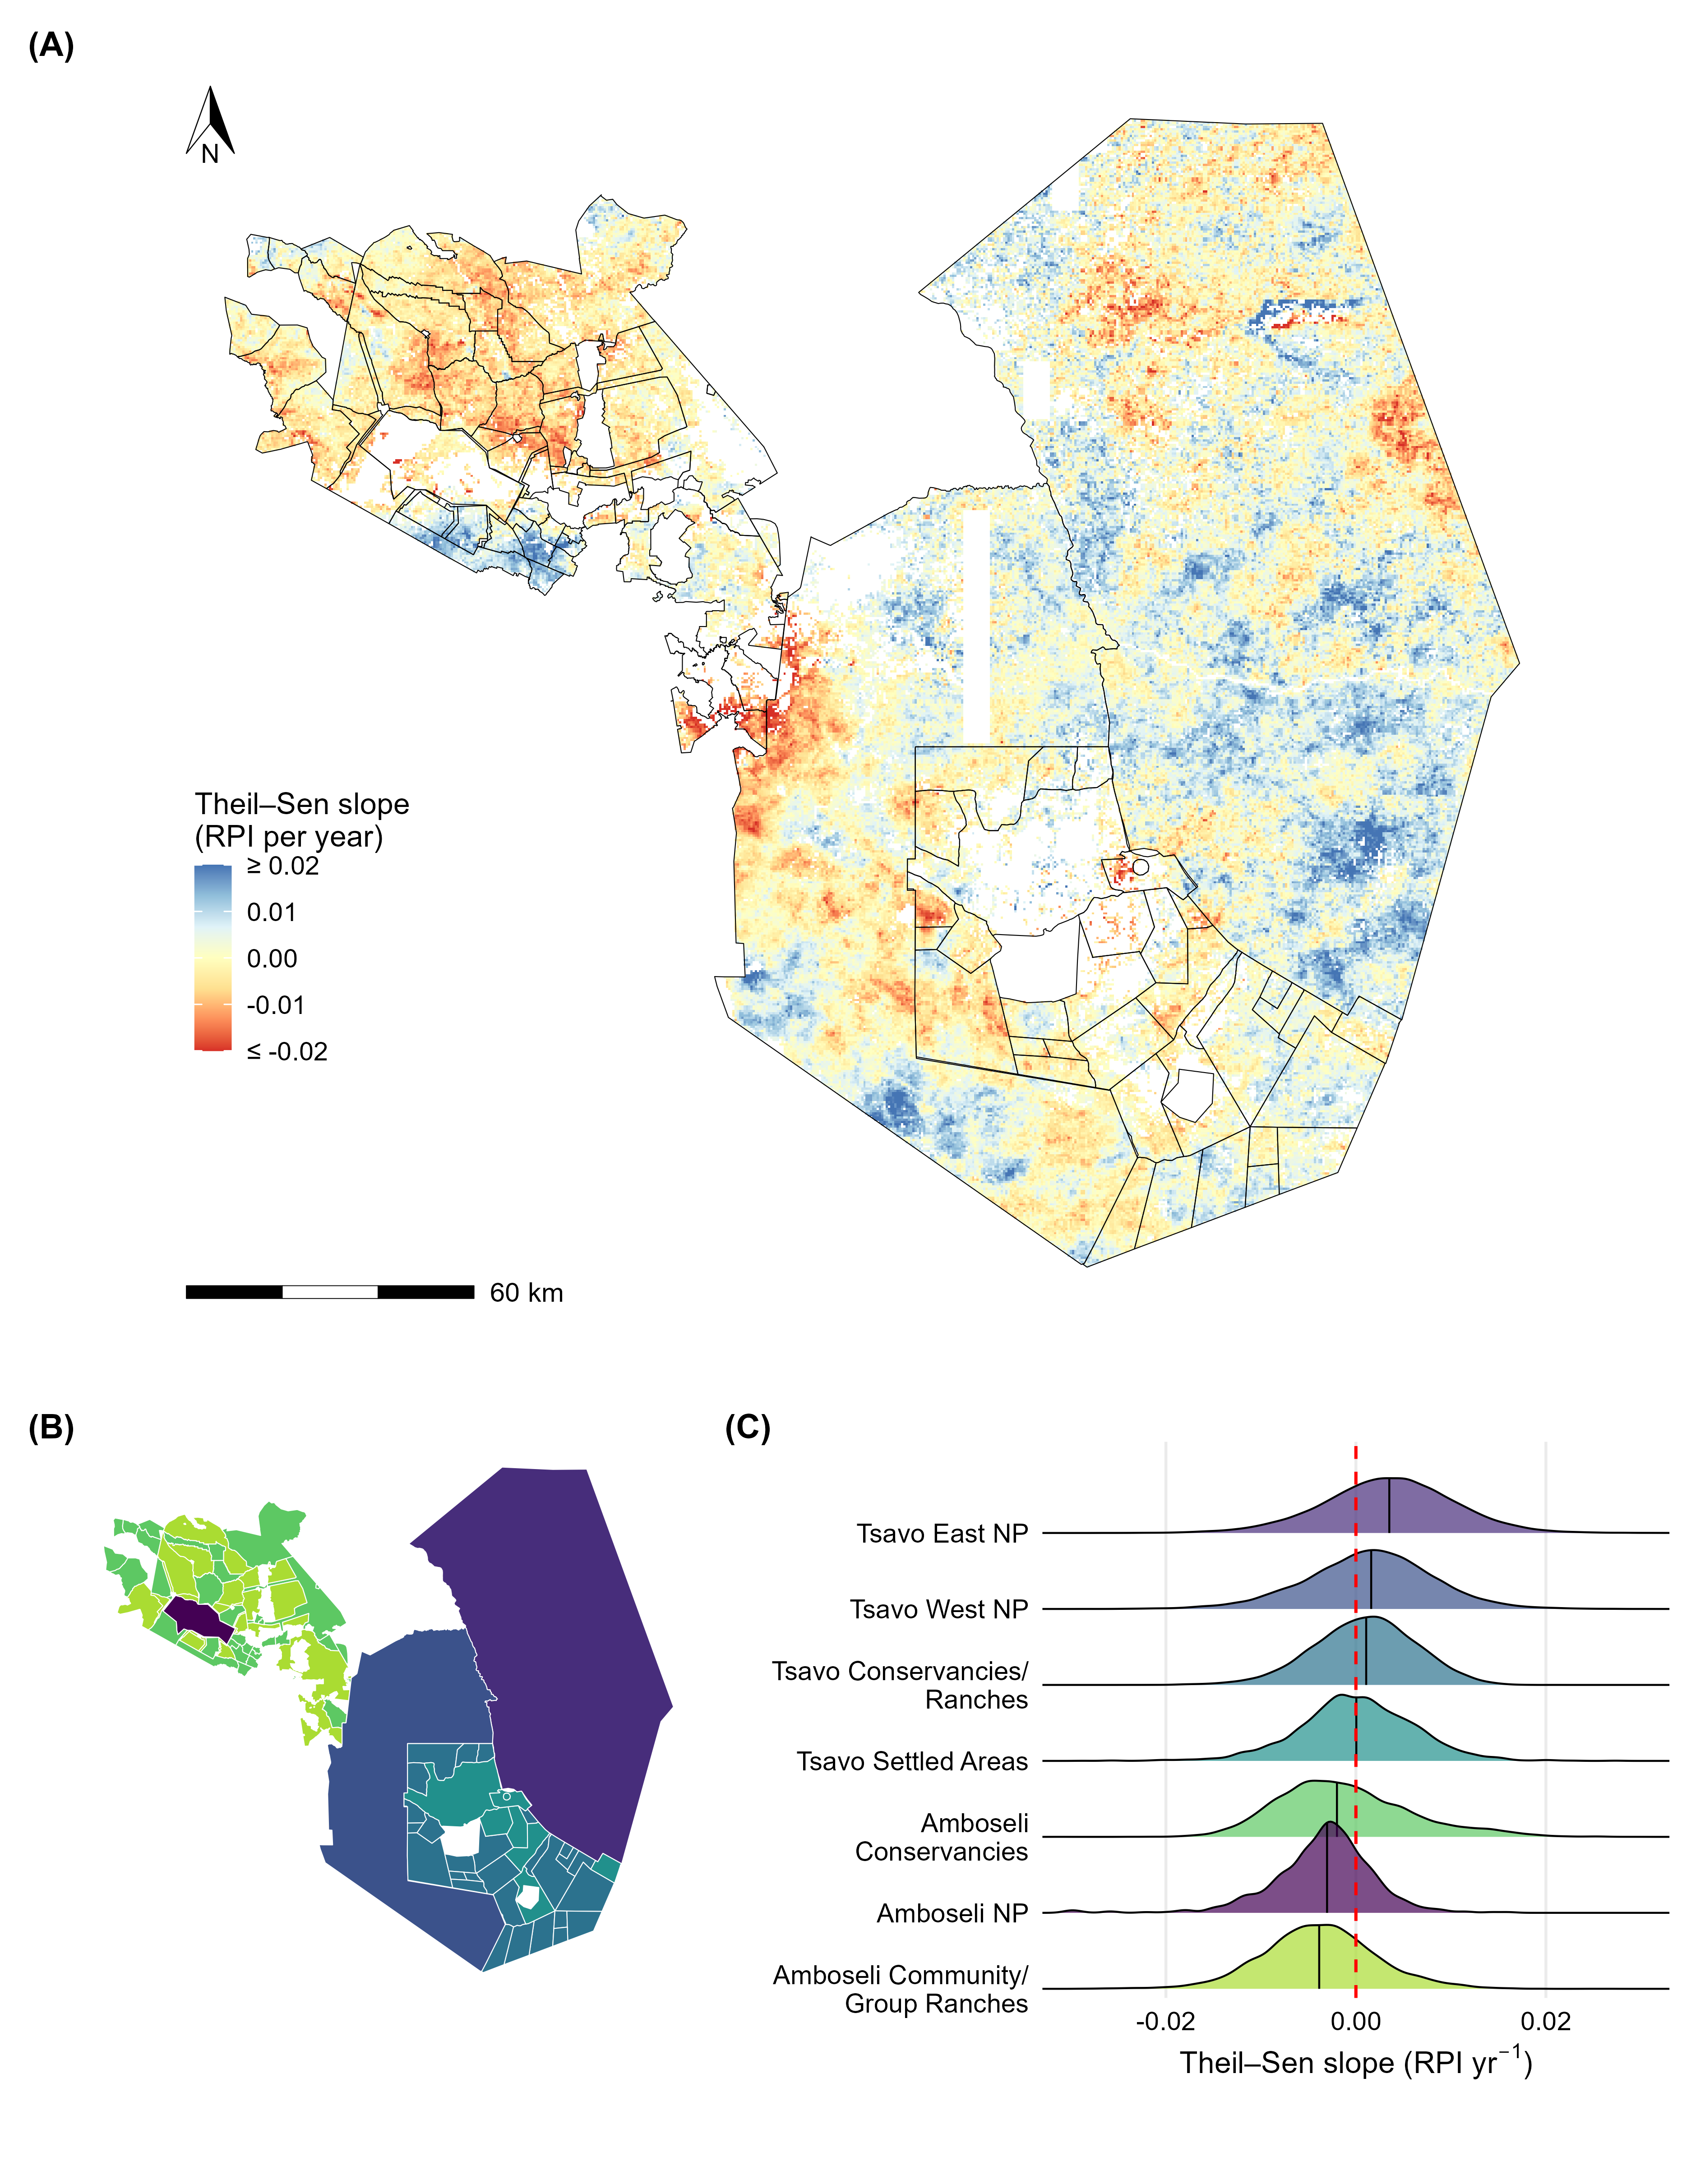 (A)
N
Theil–Sen slope
(RPI per year)
≥ 0.02
0.01
0.00
-0.01
≤ -0.02
60 km
(B)
(C)
Tsavo East NP
Tsavo West NP
Tsavo Conservancies/
Ranches
Tsavo Settled Areas
Amboseli
Conservancies
Amboseli NP
Amboseli Community/
Group Ranches
-0.02
0.00
0.02
Theil–Sen slope (RPI yr⁻¹)